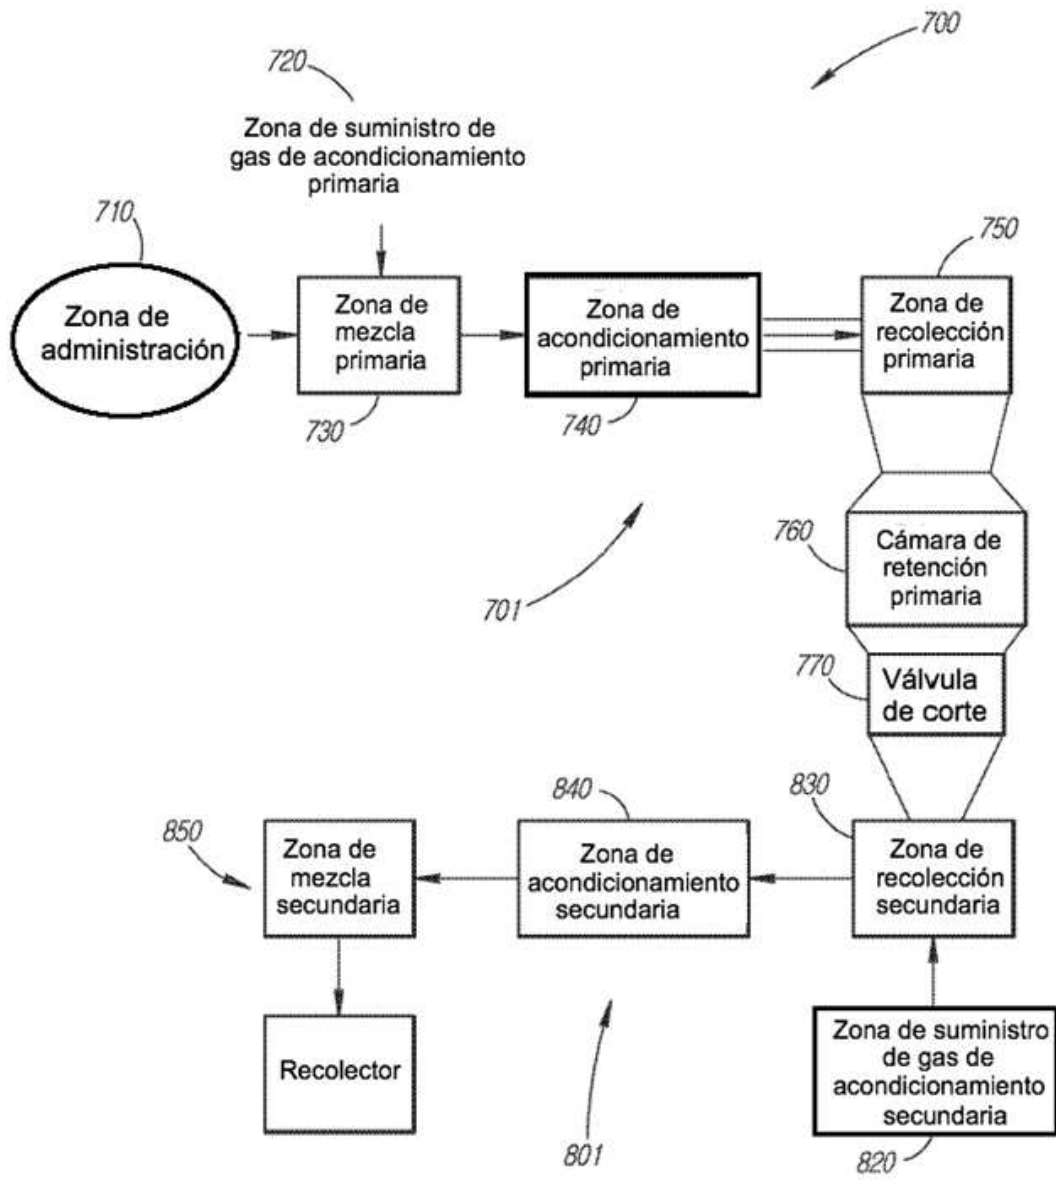 700
720
Zona de suministro de
gas de acondicionamiento
primaria
710
Zona de
administración
Zona de
mezcla
primaria
730
Zona de
acondicionamiento
primaria
740
750
Zona de
recolección
primaria
701
760
Cámara de
retención
primaria
770
Válvula
de corte
830
Zona de
recolección
secundaria
840
Zona de
acondicionamiento
secundaria
850
Zona de
mezcla
secundaria
Recolector
801
Zona de suministro
de gas de
acondicionamiento
secundaria
820